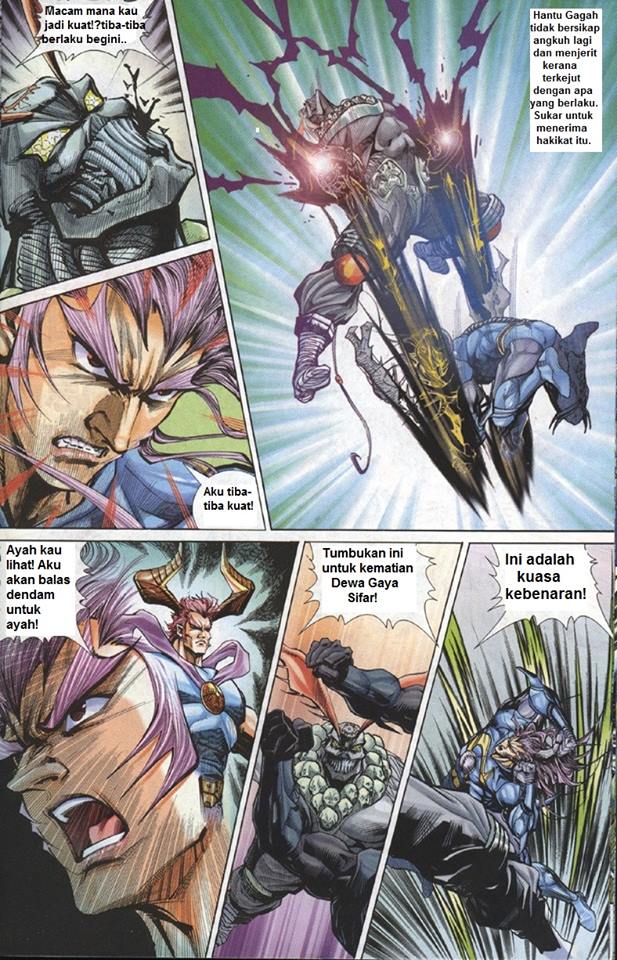 Macam mana kau
jadi kuat!?tiba-tiba
berlaku begini..
Hantu Gagah
tidak bersikap
angkuh lagi
dan menjerit
kerana
terkejut
dengan apa
yang berlaku.
Sukar untuk
menerima
hakikat itu.
Aku tiba-
tiba kuat!
Ayah kau
lihat! Aku
akan balas
dendam
untuk
ayah!
Tumbukan ini
untuk kematian
Dewa Gaya
Sifar!
Ini adalah
kuasa
kebenaran!